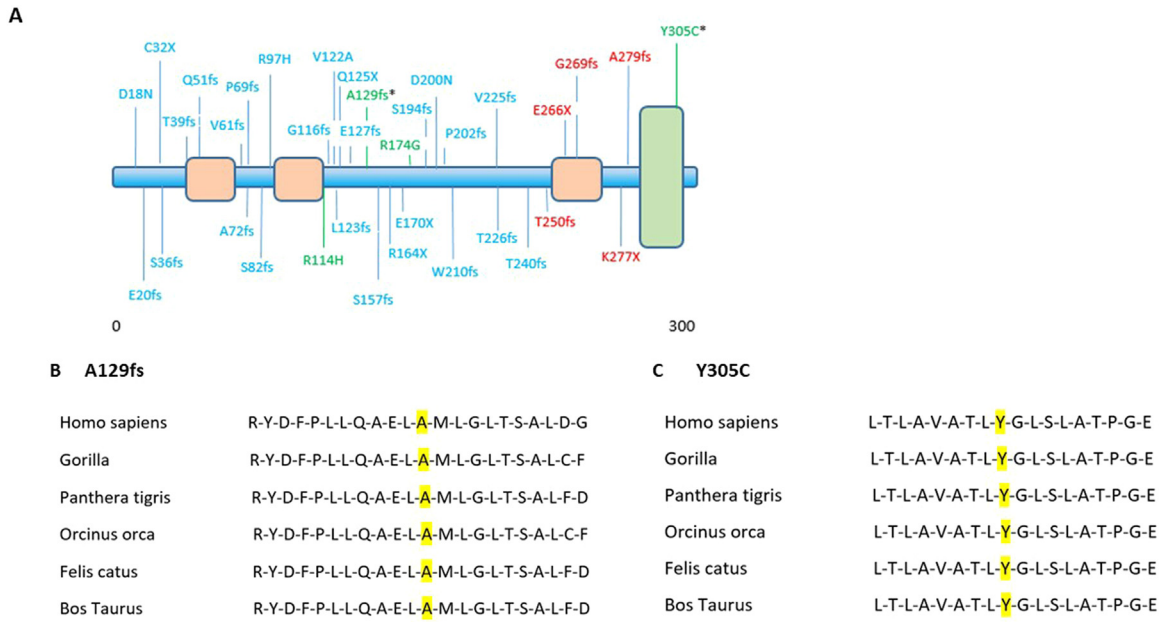 A
Y305C*
C32X
V122A
A279fs
R97H
G269fs
Q51fs
P69fs
Q125X
D200N
D18N
A129fs*
V225fs
S194fs
E266X
T39fs
V61fs
G116fs
E127fs
P202fs
R174G
A72fs
L123fs
E170X
T250fs
T226fs
S36fs
S82fs
R114H
R164X
W210fs
T240fs
K277X
E20fs
S157fs
0
300
B A129fs
Homo sapiens R-Y-D-F-P-L-L-Q-A-E-L-A-M-L-G-L-T-S-A-L-D-G
Gorilla R-Y-D-F-P-L-L-Q-A-E-L-A-M-L-G-L-T-S-A-L-C-F
Panthera tigris R-Y-D-F-P-L-L-Q-A-E-L-A-M-L-G-L-T-S-A-L-F-D
Orcinus orca R-Y-D-F-P-L-L-Q-A-E-L-A-M-L-G-L-T-S-A-L-C-F
Felis catus R-Y-D-F-P-L-L-Q-A-E-L-A-M-L-G-L-T-S-A-L-F-D
Bos Taurus R-Y-D-F-P-L-L-Q-A-E-L-A-M-L-G-L-T-S-A-L-F-D
C Y305C
Homo sapiens L-T-L-A-V-A-T-L-Y-G-L-S-L-A-T-P-G-E
Gorilla L-T-L-A-V-A-T-L-Y-G-L-S-L-A-T-P-G-E
Panthera tigris L-T-L-A-V-A-T-L-Y-G-L-S-L-A-T-P-G-E
Orcinus orca L-T-L-A-V-A-T-L-Y-G-L-S-L-A-T-P-G-E
Felis catus L-T-L-A-V-A-T-L-Y-G-L-S-L-A-T-P-G-E
Bos Taurus L-T-L-A-V-A-T-L-Y-G-L-S-L-A-T-P-G-E